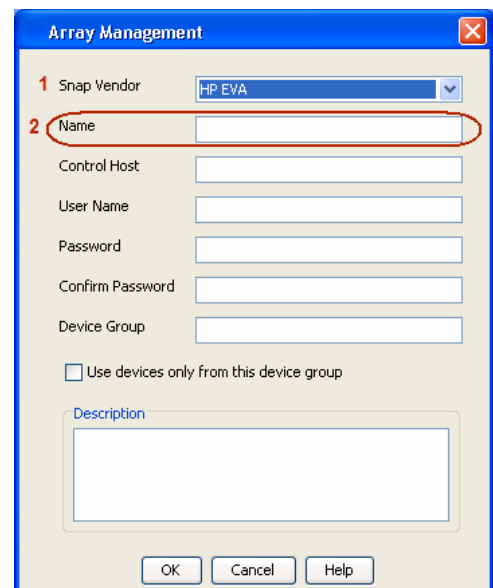 Array Management
1 Snap Vendor HP EVA
2 Name
Control Host
User Name
Password
Confirm Password
Device Group
Use devices only from this device group
Description
OK Cancel Help